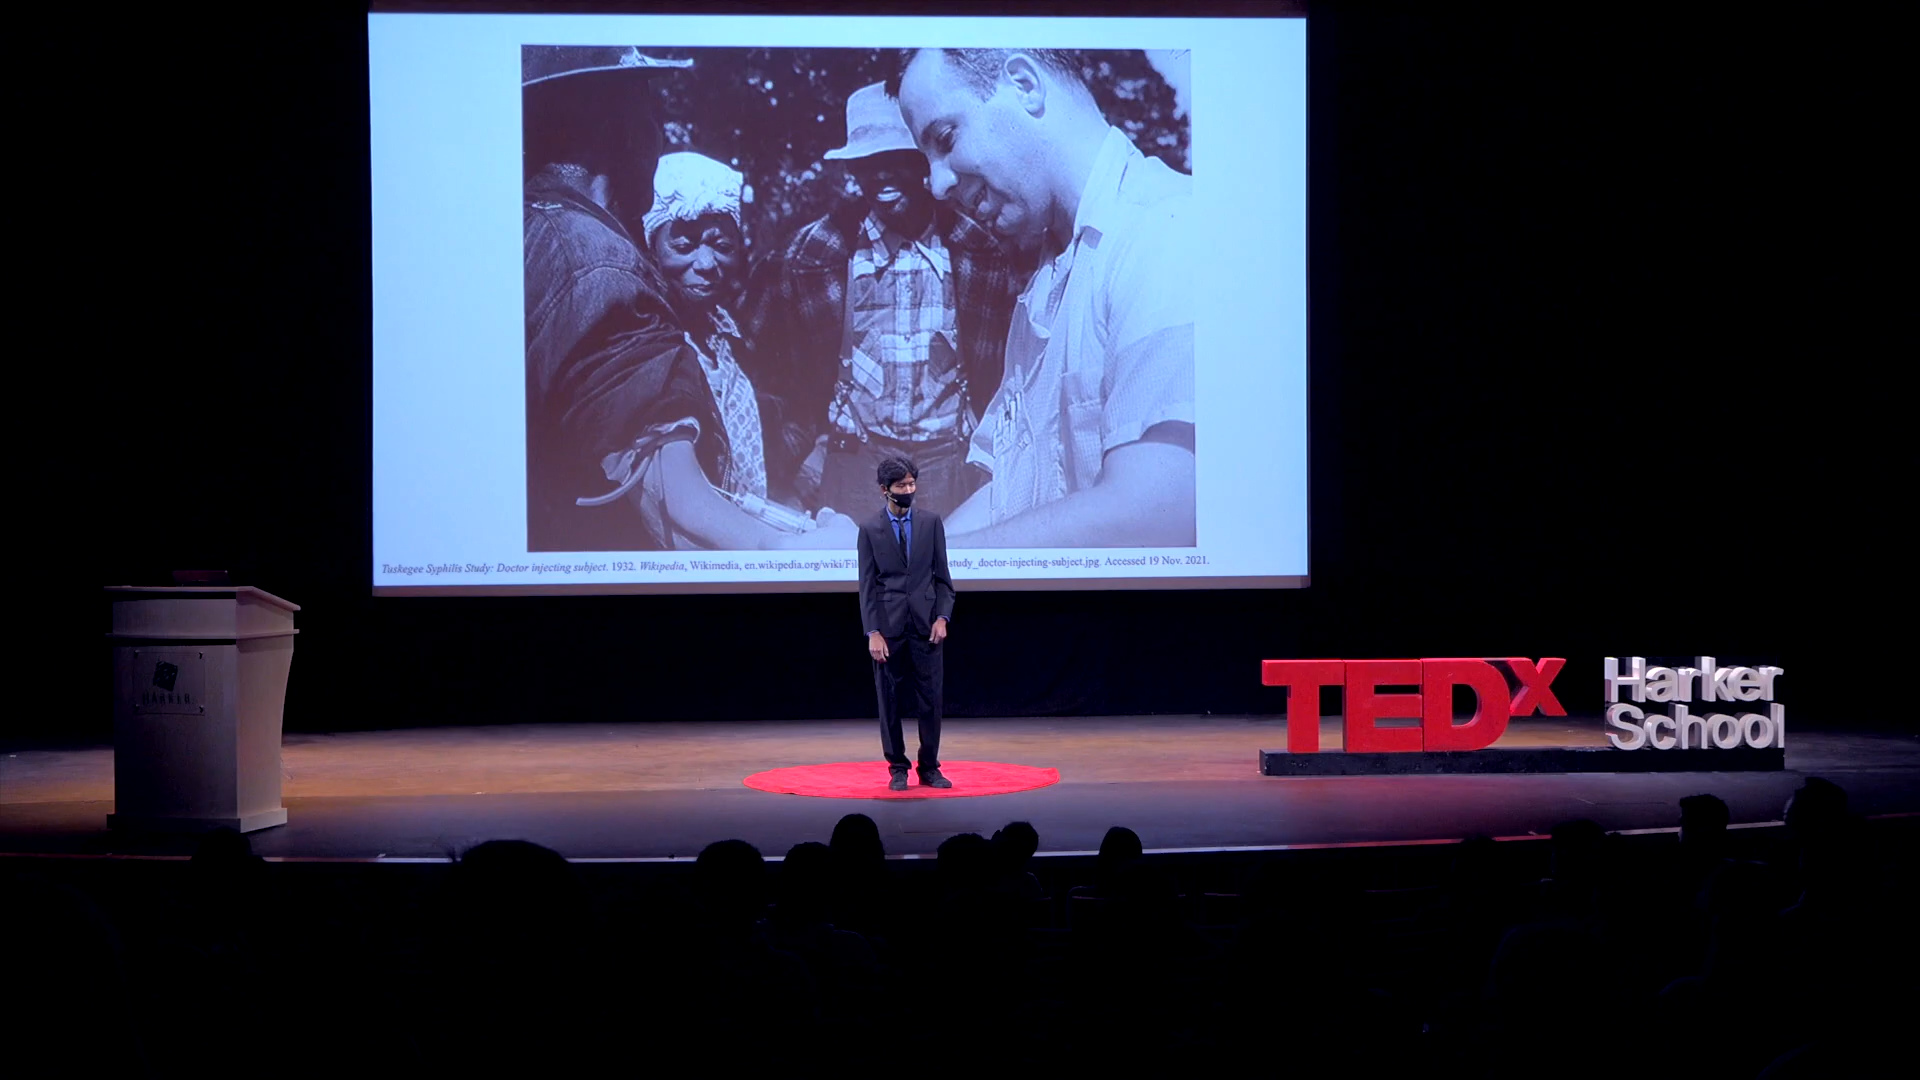 Tuskegee Syphilis Study: Doctor injecting subject. 1932. Wikipedia, Wikimedia, en.wikipedia.org/wiki/Fil study_doctor-injecting-subject.jpg. Accessed 19 Nov. 2021.
HARKER
TEDx
Harker
School